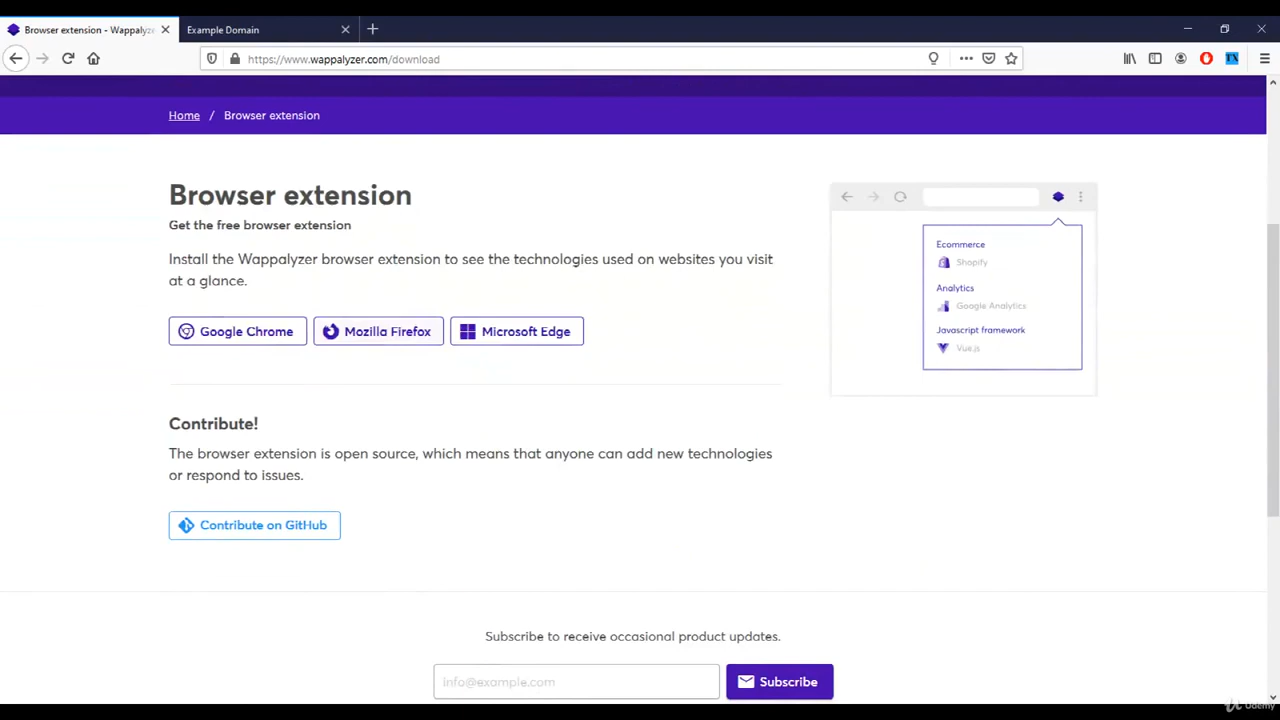 Browser extension - Wappalyze
Example Domain
https://www.wappalyzer.com/download
Home / Browser extension
Browser extension
Get the free browser extension
Install the Wappalyzer browser extension to see the technologies used on websites you visit
at a glance.
Google Chrome
Mozilla Firefox
Microsoft Edge
Ecommerce
Shopify
Analytics
Google Analytics
Javascript framework
Vue.js
Contribute!
The browser extension is open source, which means that anyone can add new technologies
or respond to issues.
Contribute on GitHub
Subscribe to receive occasional product updates.
info@example.com
Subscribe
Udemy